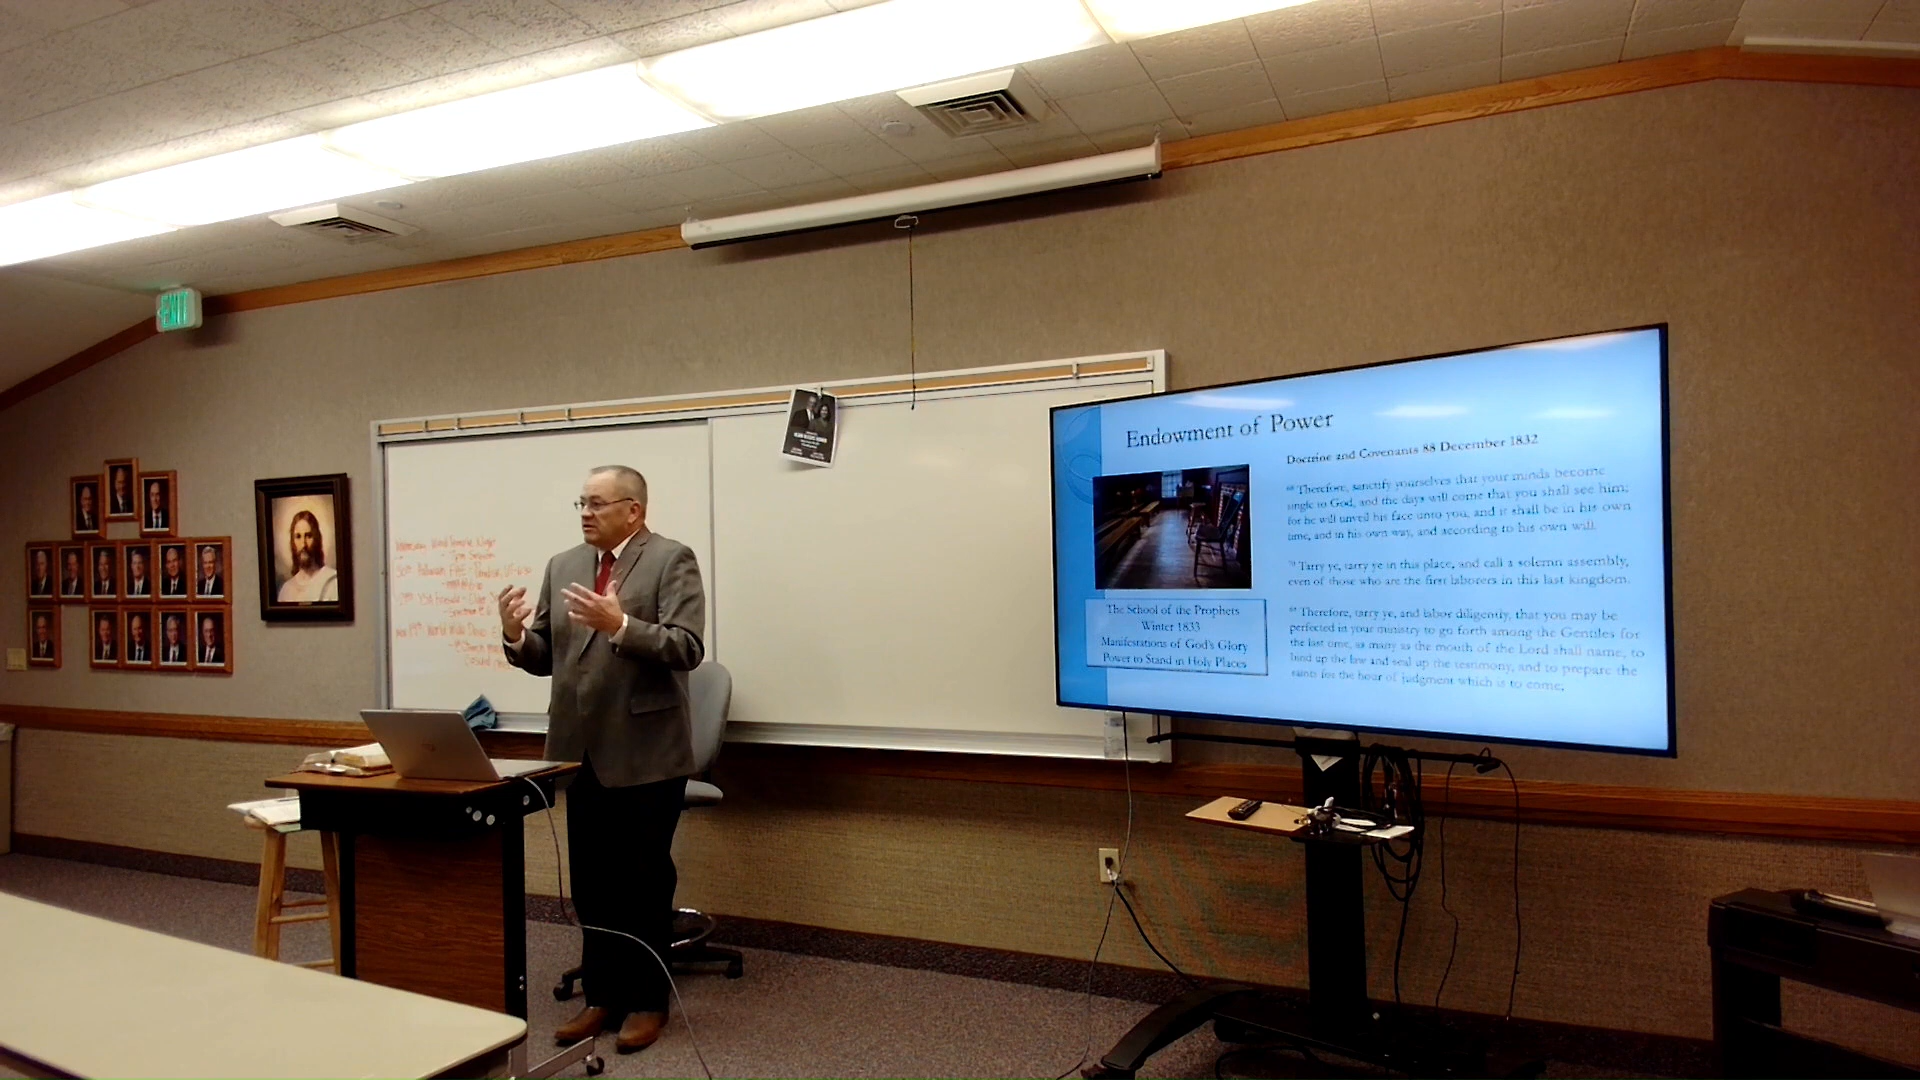 EXIT
Endowment of Power
Doctrine and Covenants 88 December 1832
68 Therefore, sanctify yourselves that your minds become
single to God, and the days will come that you shall see him;
for he will unveil his face unto you, and it shall be in his own
time, and in his own way, and according to his own will.
70 Tarry ye, tarry ye in this place, and call a solemn assembly,
even of those who are the first laborers in this last kingdom.
84 Therefore, tarry ye, and labor diligently, that you may be
perfected in your ministry to go forth among the Gentiles for
the last time, as many as the mouth of the Lord shall name, to
bind up the law and seal up the testimony, and to prepare the
saints for the hour of judgment which is to come;
The School of the Prophets
Winter 1833
Manifestations of God's Glory
Power to Stand in Holy Places
Ward Temple Night
World Wide